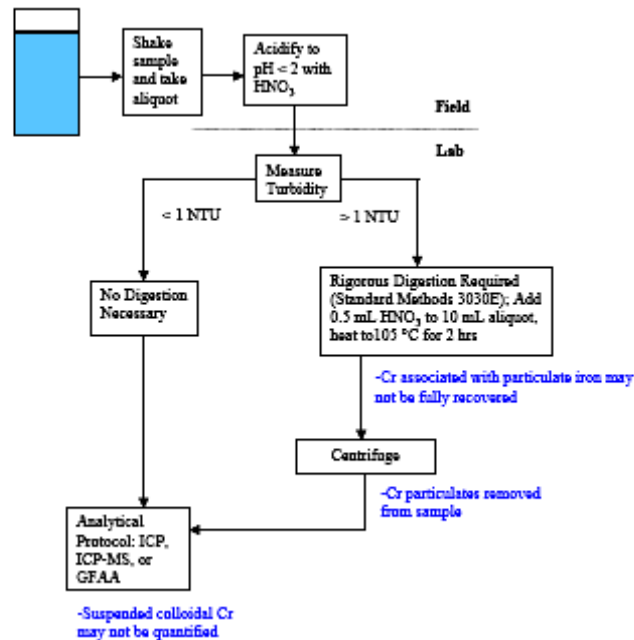 Shake
sample
and take
aliquot
Acidify to
pH < 2 with
HNO3
Field
Lab
Measure
Turbidity
< 1 NTU
> 1 NTU
No Digestion
Necessary
Rigorous Digestion Required
(Standard Methods 3030E); Add
0.5 mL HNO3 to 10 mL aliquot,
heat to105 °C for 2 hrs
-Cr associated with particulate iron may
not be fully recovered
Centrifuge
-Cr particulates removed
from sample
Analytical
Protocol: ICP,
ICP-MS, or
GFAA
-Suspended colloidal Cr
may not be quantified